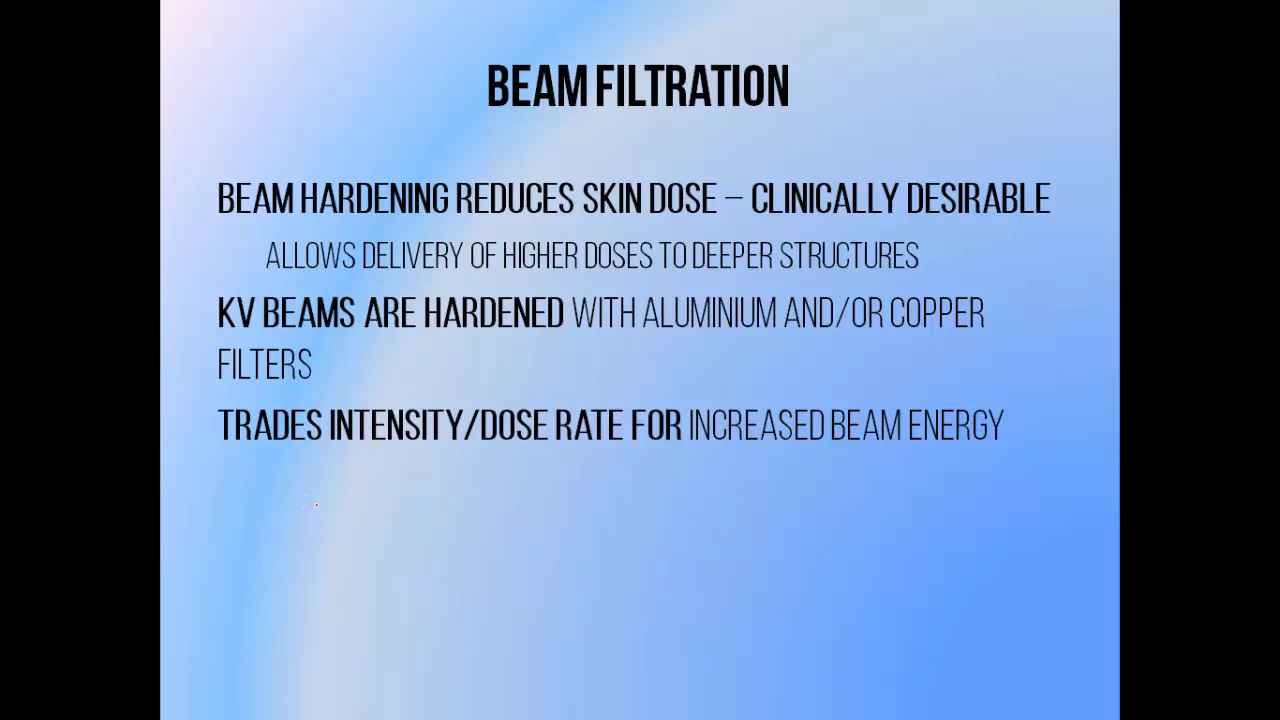 BEAM FILTRATION
BEAM HARDENING REDUCES SKIN DOSE – CLINICALLY DESIRABLE
ALLOWS DELIVERY OF HIGHER DOSES TO DEEPER STRUCTURES
KV BEAMS ARE HARDENED WITH ALUMINIUM AND/OR COPPER
FILTERS
TRADES INTENSITY/DOSE RATE FOR INCREASED BEAM ENERGY